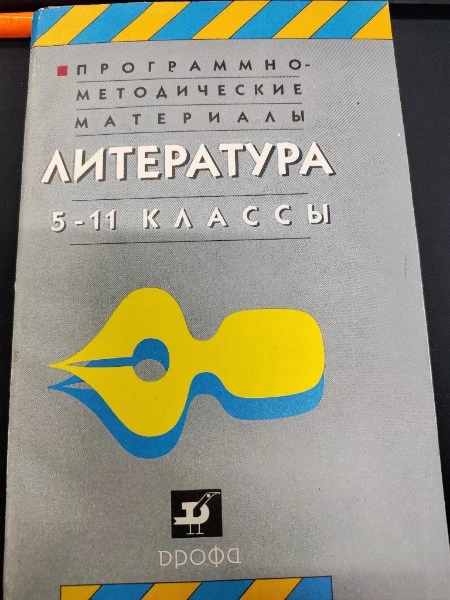 ПРОГРАММНО-
МЕТОДИЧЕСКИЕ
МАТЕРИАЛЫ
ЛИТЕРАТУРА
5-11 КЛАССЫ
ДРОФА